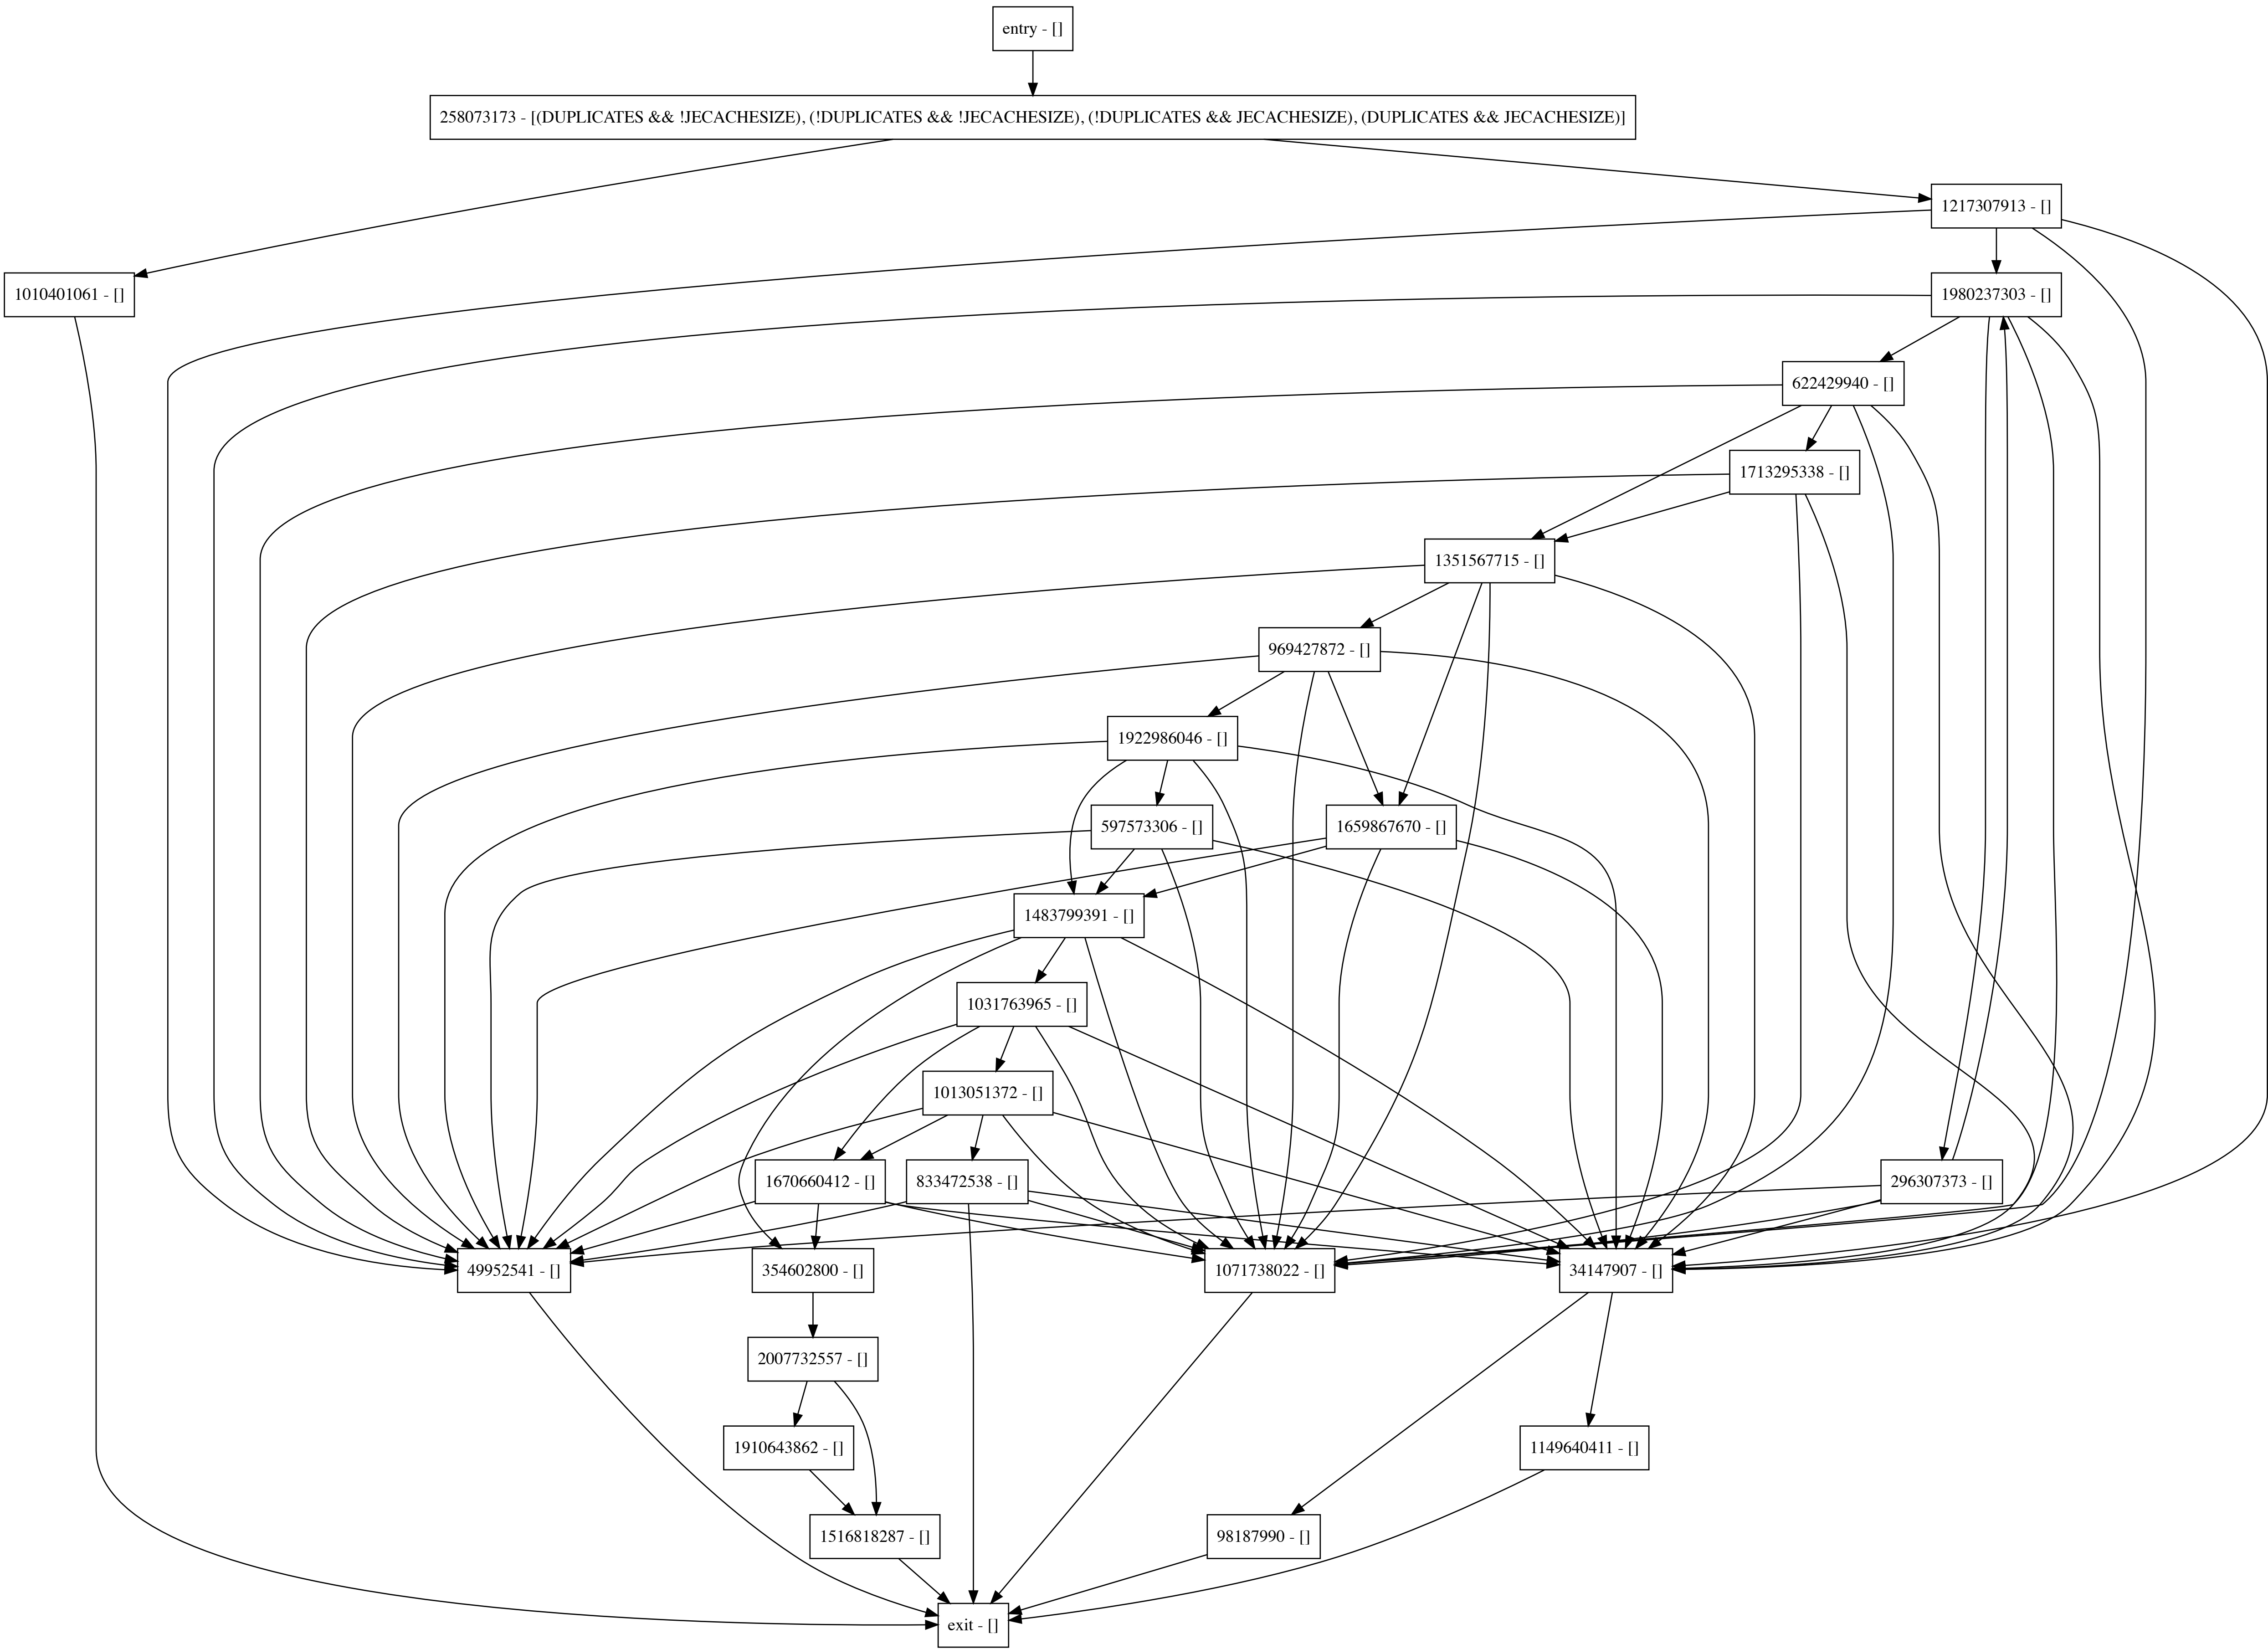 entry - []
258073173 - [(DUPLICATES && !JECACHESIZE), (!DUPLICATES && !JECACHESIZE), (!DUPLICATES && JECACHESIZE), (DUPLICATES && JECACHESIZE)]
1217307913 - []
1010401061 - []
1980237303 - []
622429940 - []
1713295338 - []
1351567715 - []
969427872 - []
1922986046 - []
597573306 - []
1659867670 - []
1483799391 - []
1031763965 - []
1013051372 - []
1670660412 - []
833472538 - []
296307373 - []
49952541 - []
354602800 - []
1071738022 - []
34147907 - []
2007732557 - []
1910643862 - []
1149640411 - []
1516818287 - []
98187990 - []
exit - []